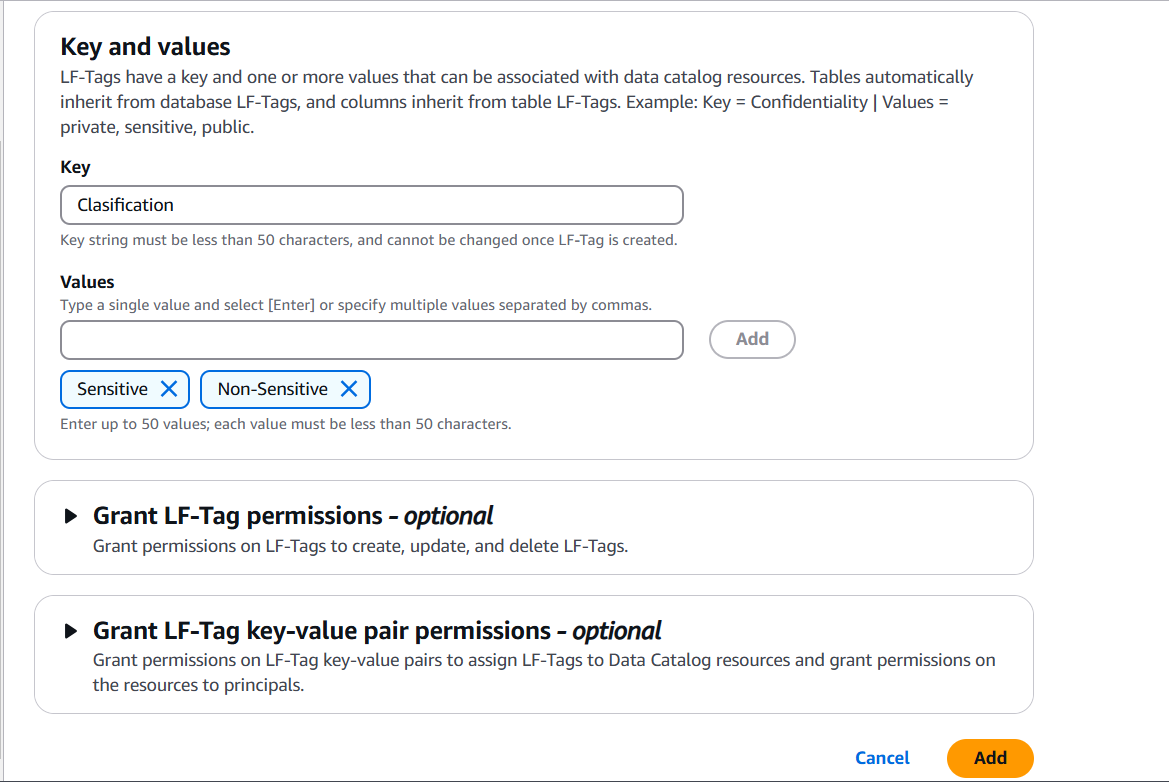 Key and values
LF-Tags have a key and one or more values that can be associated with data catalog resources. Tables automatically
inherit from database LF-Tags, and columns inherit from table LF-Tags. Example: Key = Confidentiality | Values =
private, sensitive, public.
Key
Clasification
Key string must be less than 50 characters, and cannot be changed once LF-Tag is created.
Values
Type a single value and select [Enter] or specify multiple values separated by commas.
Add
Sensitive Non-Sensitive
Enter up to 50 values; each value must be less than 50 characters.
Grant LF-Tag permissions - optional
Grant permissions on LF-Tags to create, update, and delete LF-Tags.
Grant LF-Tag key-value pair permissions - optional
Grant permissions on LF-Tag key-value pairs to assign LF-Tags to Data Catalog resources and grant permissions on
the resources to principals.
Cancel Add